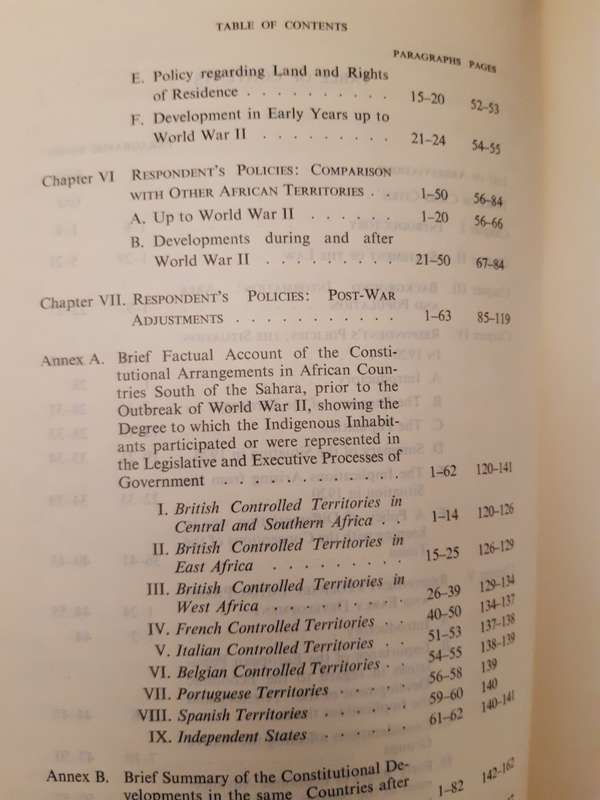 TABLE OF CONTENTS
PARAGRAPHS PAGES
E. Policy regarding Land and Rights
of Residence . . . . . . . . . . 15–20 52–53
F. Development in Early Years up to
World War II . . . . . . . . . 21–24 54–55
Chapter VI RESPONDENT'S POLICIES: COMPARISON
WITH OTHER AFRICAN TERRITORIES . . 1–50 56–84
A. Up to World War II . . . . . . 1–20 56–66
B. Developments during and after
World War II . . . . . . . . . 21–50 67–84
Chapter VII. RESPONDENT'S POLICIES: POST-WAR
ADJUSTMENTS . . . . . . . . . . . 1–63 85–119
Annex A. Brief Factual Account of the Consti-
tutional Arrangements in African Coun-
tries South of the Sahara, prior to the
Outbreak of World War II, showing the
Degree to which the Indigenous Inhabit-
ants participated or were represented in
the Legislative and Executive Processes of
Government . . . . . . . . . . . 1–62 120–141
I. British Controlled Territories in
Central and Southern Africa . . 1–14 120–126
II. British Controlled Territories in
East Africa . . . . . . . . . 15–25 126–129
III. British Controlled Territories in
West Africa . . . . . . . . . 26–39 129–134
IV. French Controlled Territories . . 40–50 134–137
V. Italian Controlled Territories . . 51–53 137–138
VI. Belgian Controlled Territories . . 54–55 138–139
VII. Portuguese Territories . . . . . 56–58 139
VIII. Spanish Territories . . . . . . 59–60 140
IX. Independent States . . . . . . 61–62 140–141
Annex B. Brief Summary of the Constitutional De-
velopments in the same Countries after
1–82 142–162